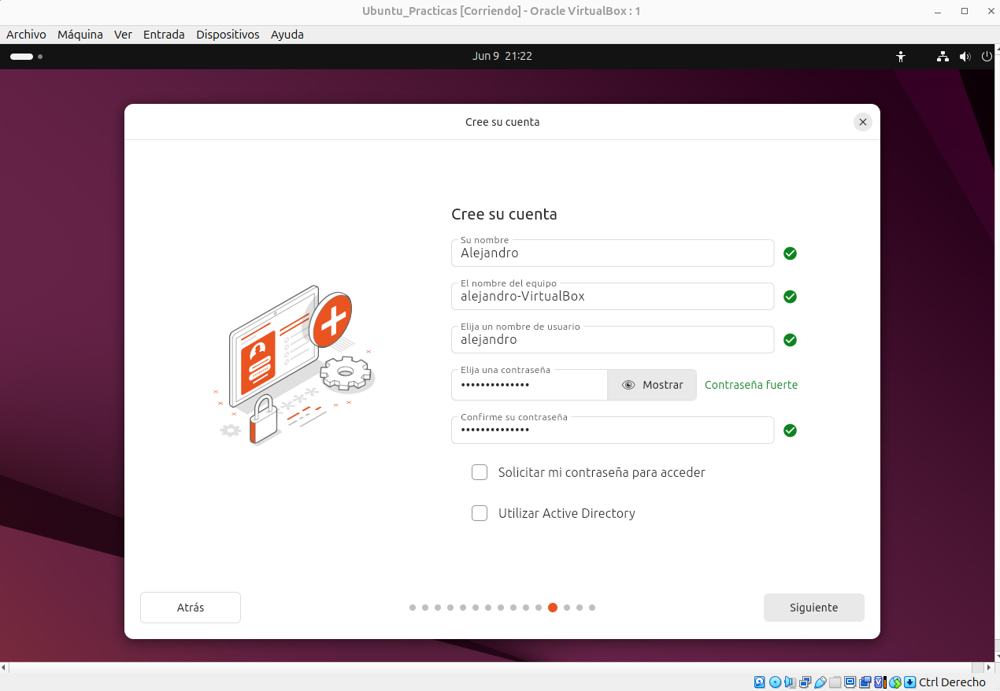 Ubuntu_Practicas [Corriendo] - Oracle VirtualBox : 1
Archivo Máquina Ver Entrada Dispositivos Ayuda
Jun 9 21:22
Cree su cuenta
Cree su cuenta
Su nombre
Alejandro
El nombre del equipo
alejandro-VirtualBox
Elija un nombre de usuario
alejandro
Elija una contraseña
•••••••••••••• Mostrar Contraseña fuerte
Confirme su contraseña
••••••••••••••
Solicitar mi contraseña para acceder
Utilizar Active Directory
Atrás Siguiente
Ctrl Derecho